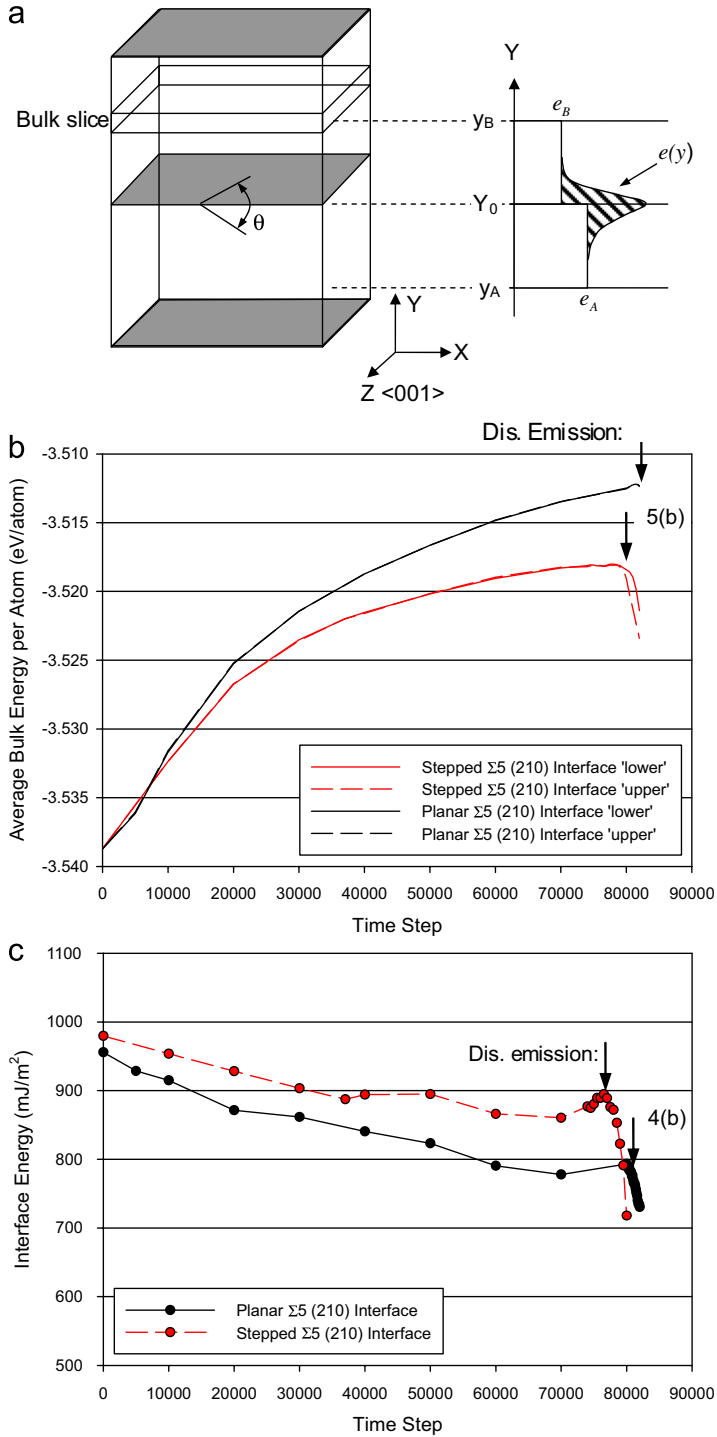 a
Y
Bulk slice
y_B
e_B
e(y)
Y_0
θ
y_A
e_A
Y
X
Z <001>
b
Dis. Emission:
5(b)
-3.510
-3.515
-3.520
-3.525
-3.530
-3.535
-3.540
Average Bulk Energy per Atom (eV/atom)
Stepped Σ5 (210) Interface 'lower'
Stepped Σ5 (210) Interface 'upper'
Planar Σ5 (210) Interface 'lower'
Planar Σ5 (210) Interface 'upper'
0 10000 20000 30000 40000 50000 60000 70000 80000 90000
Time Step
c
1100
1000
900
800
700
600
500
Interface Energy (mJ/m²)
Dis. emission:
4(b)
Planar Σ5 (210) Interface
Stepped Σ5 (210) Interface
0 10000 20000 30000 40000 50000 60000 70000 80000 90000
Time Step